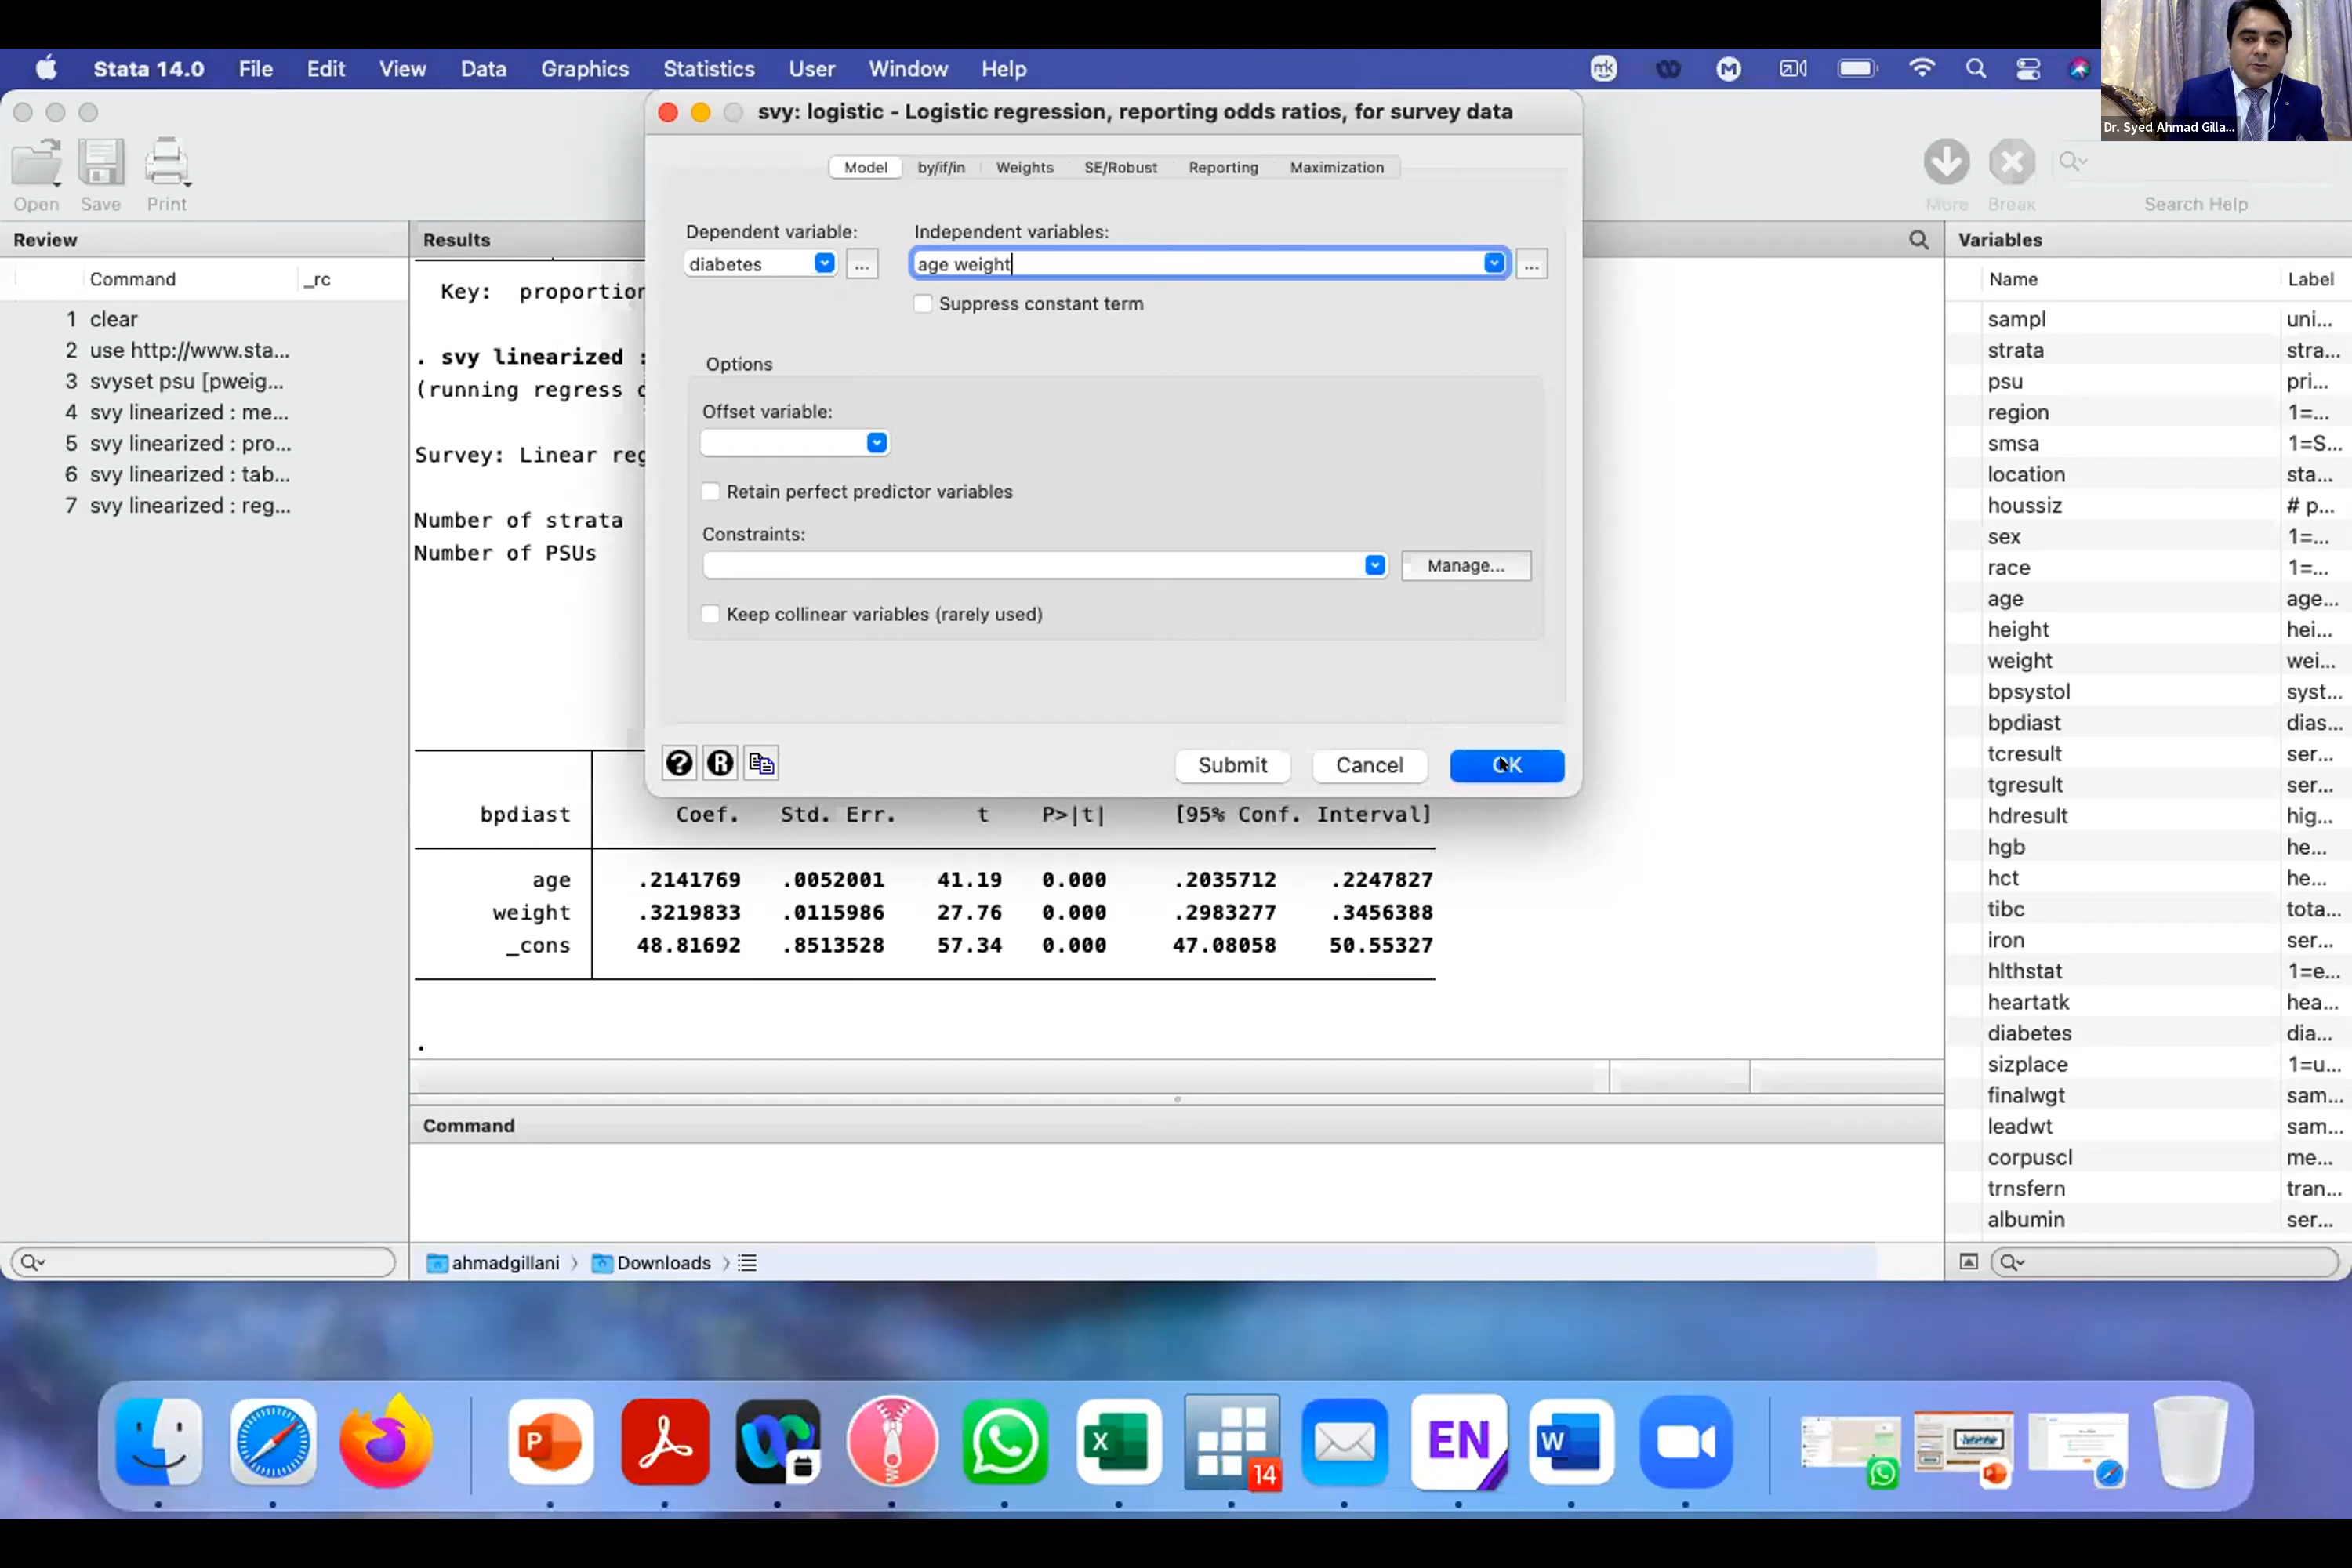 Stata 14.0 File Edit View Data Graphics Statistics User Window Help
Dr. Syed Ahmad Gilla...
Open Save Print
More Break Search Help
Review
Command _rc
1 clear
2 use http://www.sta...
3 svyset psu [pweig...
4 svy linearized : me...
5 svy linearized : pro...
6 svy linearized : tab...
7 svy linearized : reg...
Results
Key: proportion
. svy linearized :
(running regress
Survey: Linear reg
Number of strata
Number of PSUs
svy: logistic - Logistic regression, reporting odds ratios, for survey data
Model by/if/in Weights SE/Robust Reporting Maximization
Dependent variable: Independent variables:
diabetes ... age weight ...
Suppress constant term
Options
Offset variable:
Retain perfect predictor variables
Constraints:
Manage...
Keep collinear variables (rarely used)
? R Submit Cancel OK
bpdiast Coef. Std. Err. t P>|t| [95% Conf. Interval]
age .2141769 .0052001 41.19 0.000 .2035712 .2247827
weight .3219833 .0115986 27.76 0.000 .2983277 .3456388
_cons 48.81692 .8513528 57.34 0.000 47.08058 50.55327
.
Command
ahmadgillani Downloads
Variables
Name Label
sampl uni...
strata stra...
psu pri...
region 1=...
smsa 1=S...
location sta...
houssiz # p...
sex 1=...
race 1=...
age age...
height hei...
weight wei...
bpsystol syst...
bpdiast dias...
tcresult ser...
tgresult ser...
hdresult hig...
hgb he...
hct he...
tibc tota...
iron ser...
hlthstat 1=e...
heartatk hea...
diabetes dia...
sizplace 1=u...
finalwgt sam...
leadwt sam...
corpuscl me...
trnsfern tran...
albumin ser...
P X 14 EN W